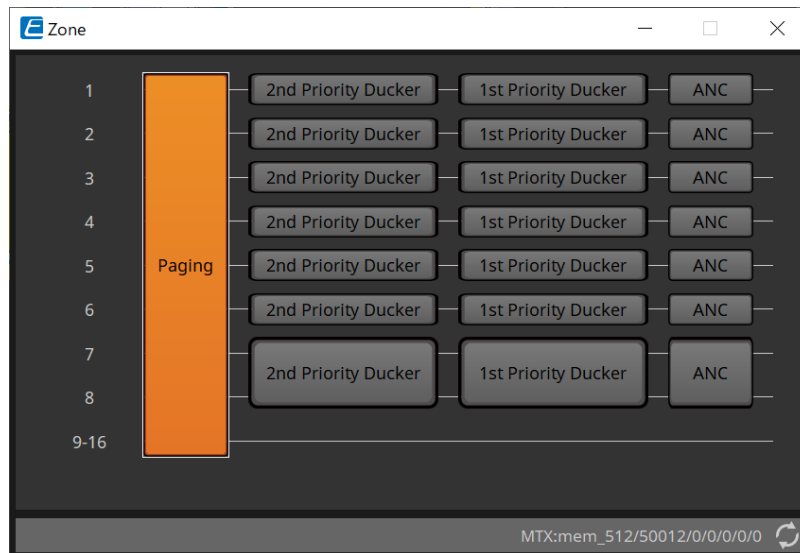 Zone
1 2nd Priority Ducker 1st Priority Ducker ANC
2 2nd Priority Ducker 1st Priority Ducker ANC
3 2nd Priority Ducker 1st Priority Ducker ANC
4 2nd Priority Ducker 1st Priority Ducker ANC
5 Paging 2nd Priority Ducker 1st Priority Ducker ANC
6 2nd Priority Ducker 1st Priority Ducker ANC
7
2nd Priority Ducker 1st Priority Ducker ANC
8
9-16
MTX:mem_512/50012/0/0/0/0/0